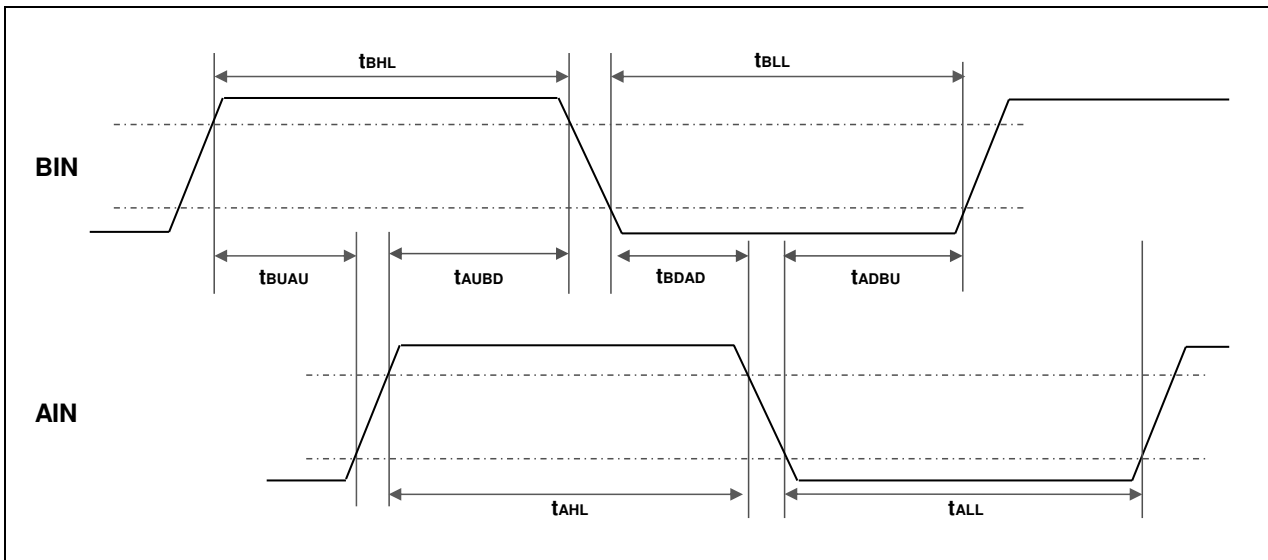 tBHL
tBLL
BIN
tBUAU
tAUBD
tBDAD
tADBU
AIN
tAHL
tALL